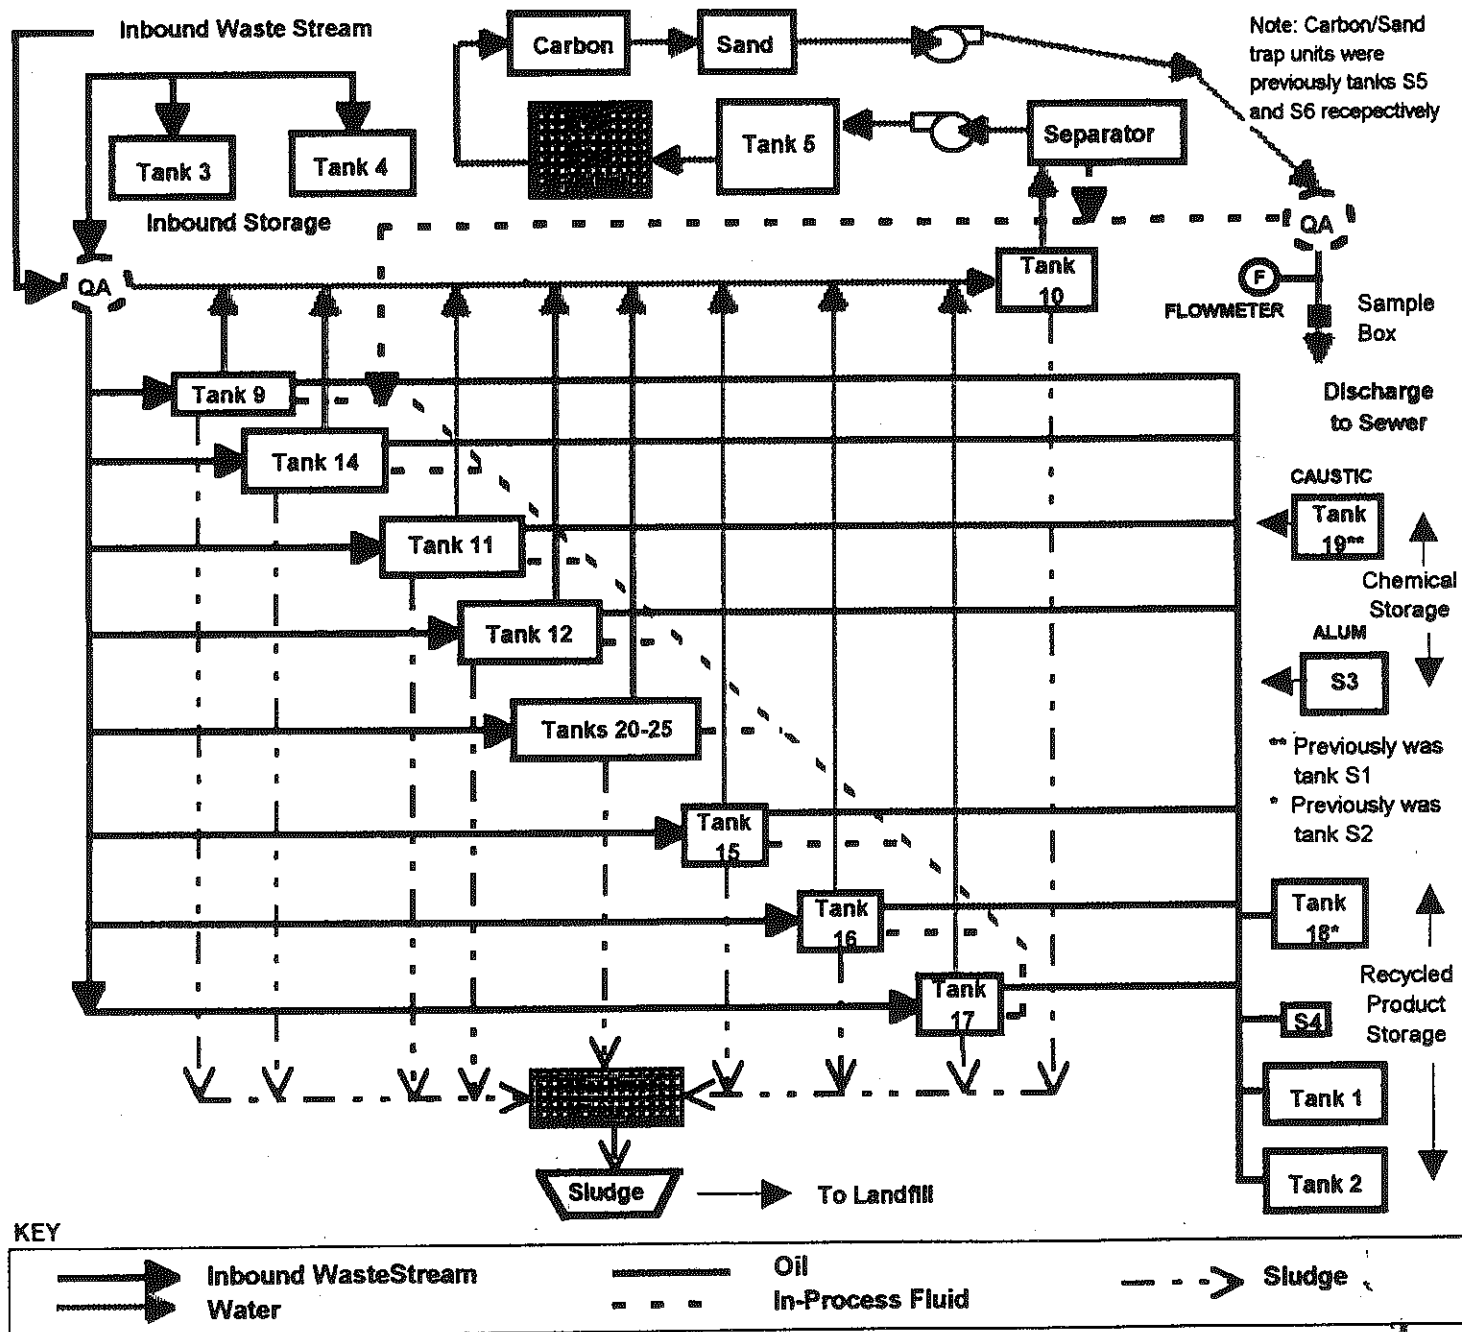 Inbound Waste Stream
Carbon
Sand
Note: Carbon/Sand
trap units were
previously tanks S5
and S6 recepectively
Tank 3
Tank 4
Tank 5
Separator
Inbound Storage
QA
QA
Tank
10
F
FLOWMETER
Sample
Box
Discharge
to Sewer
Tank 9
Tank 14
Tank 11
Tank 12
Tanks 20-25
Tank
15
Tank
16
Tank
17
CAUSTIC
Tank
19**
Chemical
Storage
ALUM
S3
** Previously was
tank S1
* Previously was
tank S2
Tank
18*
Recycled
Product
Storage
S4
Tank 1
Tank 2
Sludge
To Landfill
KEY
Inbound WasteStream
Water
Oil
In-Process Fluid
Sludge